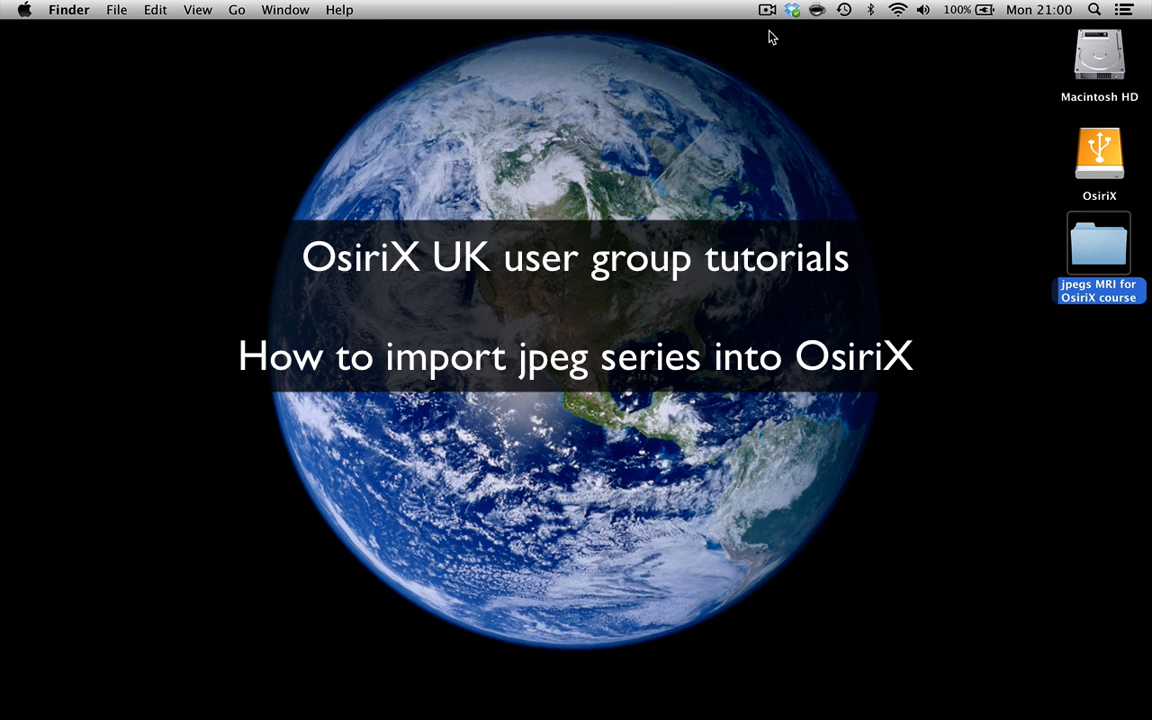 Finder File Edit View Go Window Help 100% Mon 21:00
Macintosh HD
OsiriX
jpegs MRI for
OsiriX course
OsiriX UK user group tutorials
How to import jpeg series into OsiriX